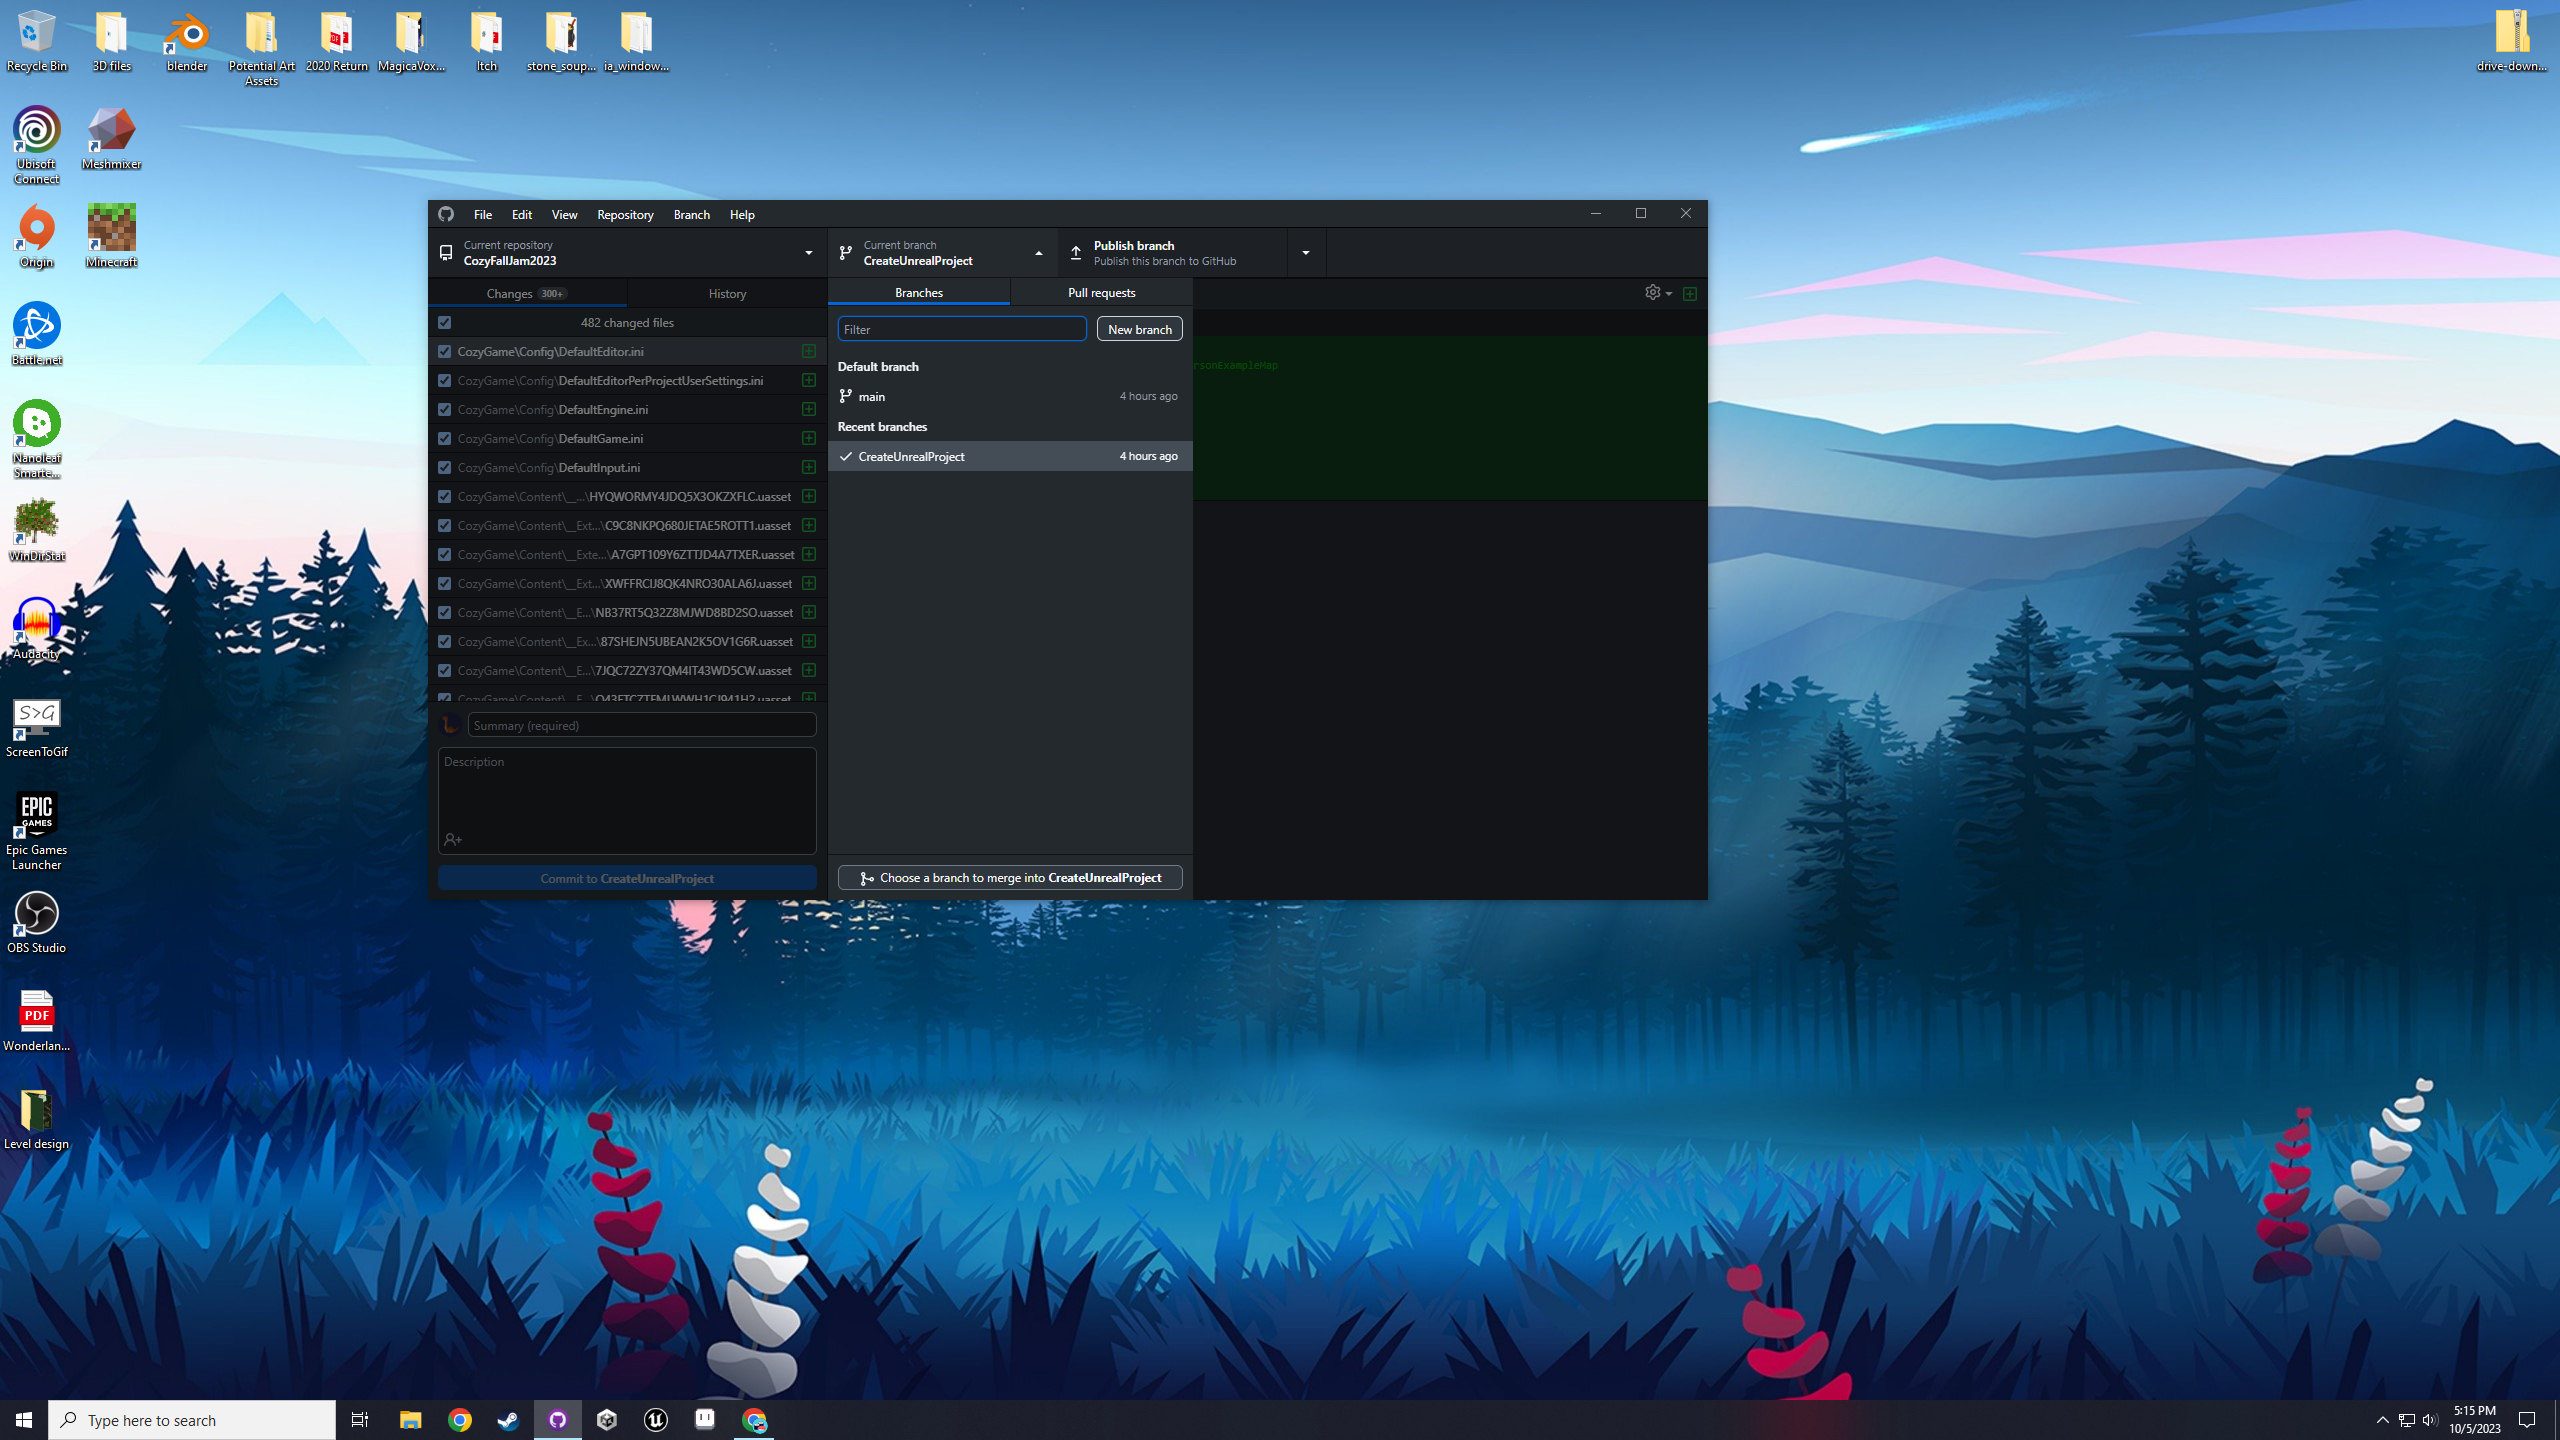 Recycle Bin
3D files
blender
Potential Art
Assets
2020 Return
MagicaVox...
Itch
stone_soup...
ia_window...
drive-down...
Ubisoft
Connect
Meshmixer
Origin
Minecraft
Battle.net
Nanoleaf
Smarte...
WinDirStat
Audacity
S>G
ScreenToGif
EPIC
GAMES
Epic Games
Launcher
OBS Studio
PDF
Wonderlan...
Level design
File Edit View Repository Branch Help
Current repository
CozyFallJam2023
Current branch
CreateUnrealProject
Publish branch
Publish this branch to GitHub
Changes 300+
History
482 changed files
CozyGame\Config\DefaultEditor.ini
CozyGame\Config\DefaultEditorPerProjectUserSettings.ini
CozyGame\Config\DefaultEngine.ini
CozyGame\Config\DefaultGame.ini
CozyGame\Config\DefaultInput.ini
CozyGame\Content\__...\HYQWORMY4JDQ5X3OKZXFLC.uasset
CozyGame\Content\__Ext...\C9C8NKPQ680JETAE5ROTT1.uasset
CozyGame\Content\__Exte...\A7GPT109Y6ZTTJD4A7TXER.uasset
CozyGame\Content\__Ext...\XWFFRCIJ8QK4NRO30ALA6J.uasset
CozyGame\Content\__E...\NB37RT5Q32Z8MJWD8BD2SO.uasset
CozyGame\Content\__Ex...\87SHEJN5UBEAN2K5OV1G6R.uasset
CozyGame\Content\__E...\7JQC72ZY37QM4IT43WD5CW.uasset
Summary (required)
Description
Commit to CreateUnrealProject
Branches
Pull requests
Filter
New branch
Default branch
main
4 hours ago
Recent branches
CreateUnrealProject
4 hours ago
Choose a branch to merge into CreateUnrealProject
rsonExampleMap
Type here to search
5:15 PM
10/5/2023